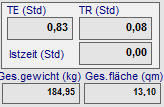 TE (Std) TR (Std)
0,83 0,08
Istzeit (Std) 0,00
Ges.gewicht (kg) Ges.fläche (qm)
184,95 13,10